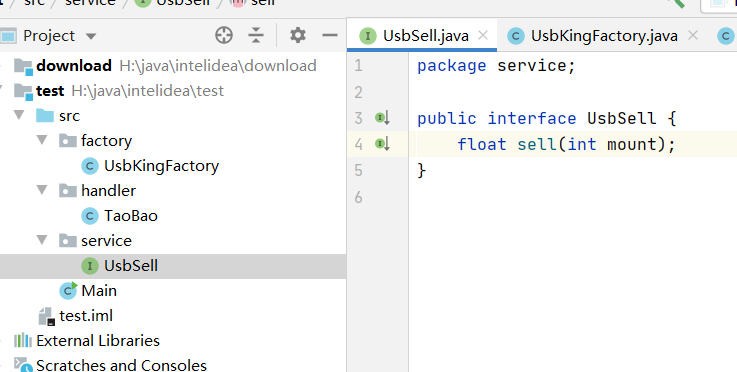 src / service / UsbSell / sell
Project
UsbSell.java
UsbKingFactory.java
download H:\java\intelidea\download
test H:\java\intelidea\test
src
factory
UsbKingFactory
handler
TaoBao
service
UsbSell
Main
test.iml
External Libraries
Scratches and Consoles
1 package service;
2
3 public interface UsbSell {
4 float sell(int mount);
5 }
6